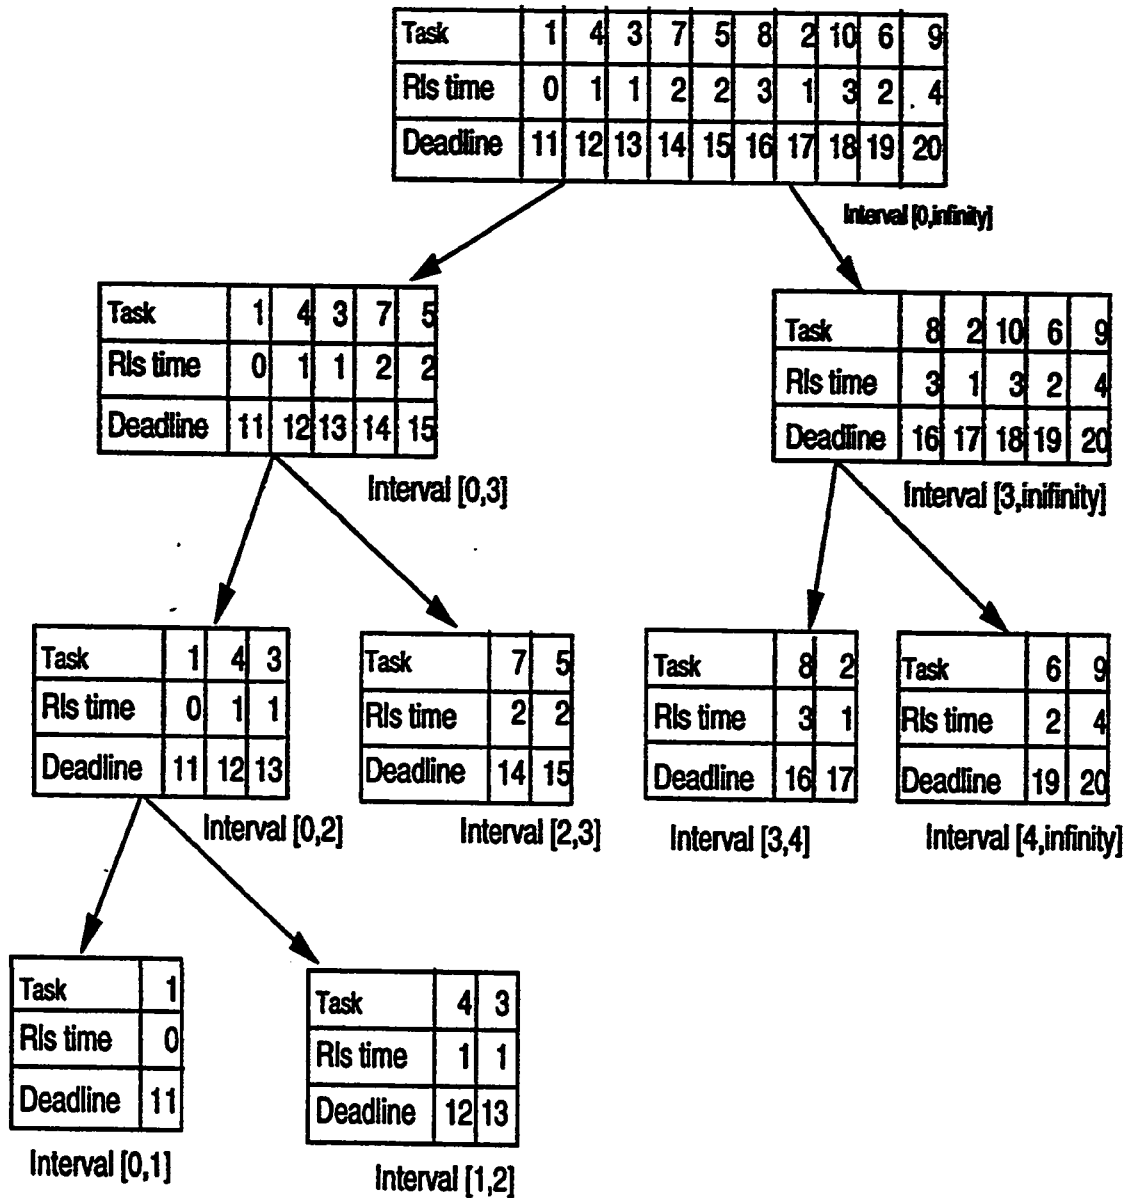 Task 1 4 3 7 5 8 2 10 6 9
Rls time 0 1 1 2 2 3 1 3 2 4
Deadline 11 12 13 14 15 16 17 18 19 20
Interval [0,infinity]
Task 1 4 3 7 5
Rls time 0 1 1 2 2
Deadline 11 12 13 14 15
Interval [0,3]
Task 8 2 10 6 9
Rls time 3 1 3 2 4
Deadline 16 17 18 19 20
Interval [3,inifinity]
Task 1 4 3
Rls time 0 1 1
Deadline 11 12 13
Interval [0,2]
Task 7 5
Rls time 2 2
Deadline 14 15
Interval [2,3]
Task 8 2
Rls time 3 1
Deadline 16 17
Interval [3,4]
Task 6 9
Rls time 2 4
Deadline 19 20
Interval [4,infinity]
Task 1
Rls time 0
Deadline 11
Interval [0,1]
Task 4 3
Rls time 1 1
Deadline 12 13
Interval [1,2]